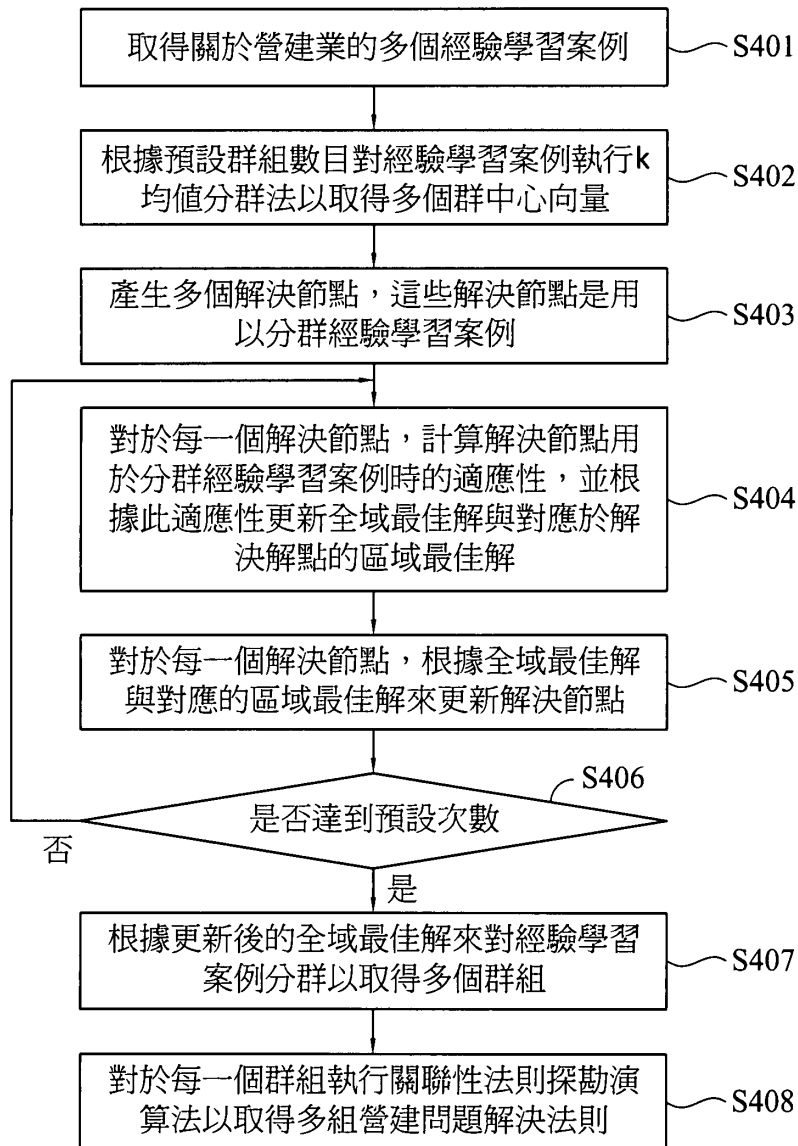 取得關於營建業的多個經驗學習案例
S401
根據預設群組數目對經驗學習案例執行k
均值分群法以取得多個群中心向量
S402
產生多個解決節點，這些解決節點是用
以分群經驗學習案例
S403
對於每一個解決節點，計算解決節點用
於分群經驗學習案例時的適應性，並根
據此適應性更新全域最佳解與對應於解
決解點的區域最佳解
S404
對於每一個解決節點，根據全域最佳解
與對應的區域最佳解來更新解決節點
S405
S406
是否達到預設次數
否
是
根據更新後的全域最佳解來對經驗學習
案例分群以取得多個群組
S407
對於每一個群組執行關聯性法則探勘演
算法以取得多組營建問題解決法則
S408